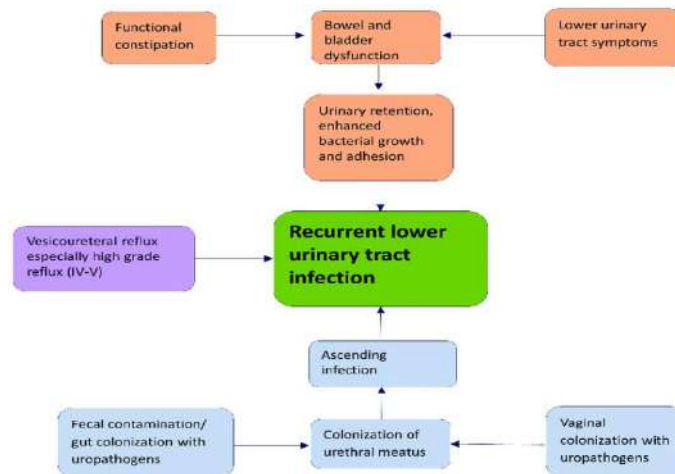 Functional
constipation
Bowel and
bladder
dysfunction
Lower urinary
tract symptoms
Urinary retention,
enhanced
bacterial growth
and adhesion
Vesicoureteral reflux
especially high grade
reflux (IV-V)
Recurrent lower
urinary tract
infection
Ascending
infection
Fecal contamination/
gut colonization with
uropathogens
Colonization of
urethral meatus
Vaginal
colonization with
uropathogens